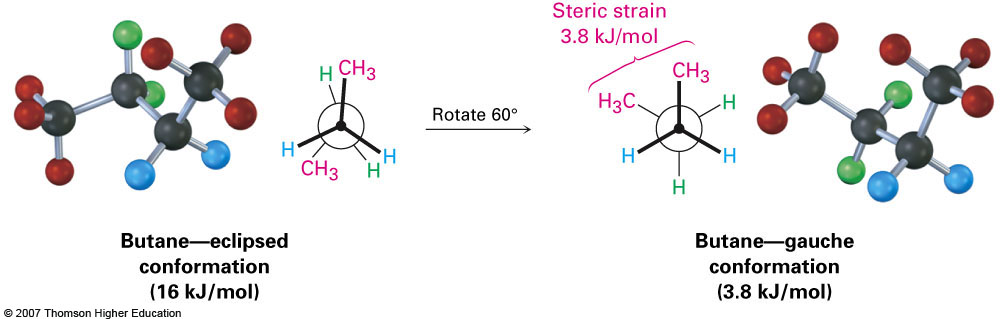 Steric strain
3.8 kJ/mol
H
CH3
H
H
CH3
H
Rotate 60°
CH3
H3C
H
H
H
H
Butane—eclipsed
conformation
(16 kJ/mol)
Butane—gauche
conformation
(3.8 kJ/mol)
© 2007 Thomson Higher Education